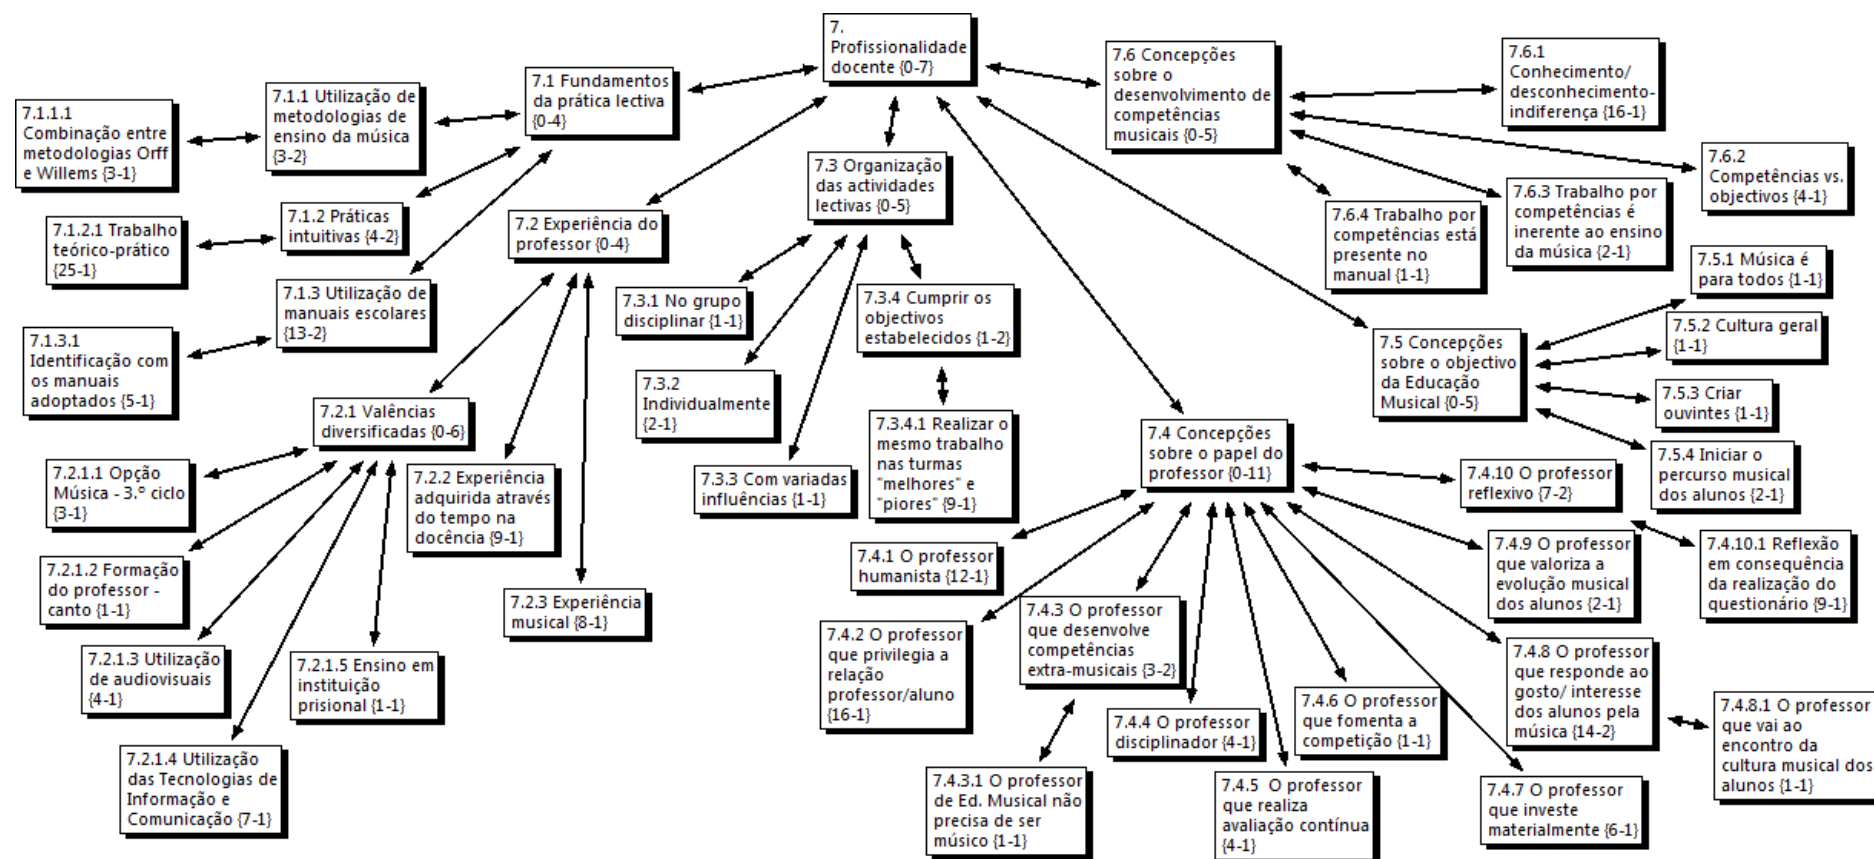 7.
Profissionalidade
docente {0-7}
7.1 Fundamentos
da prática lectiva
{0-4}
7.1.1 Utilização de
metodologias de
ensino da música
{3-2}
7.1.1.1
Combinação entre
metodologias Orff
e Willems {3-1}
7.1.2 Práticas
intuitivas {4-2}
7.1.2.1 Trabalho
teórico-prático
{25-1}
7.1.3 Utilização de
manuais escolares
{13-2}
7.1.3.1
Identificação com
os manuais
adoptados {5-1}
7.2 Experiência do
professor {0-4}
7.2.1 Valências
diversificadas {0-6}
7.2.1.1 Opção
Música - 3.º ciclo
{3-1}
7.2.1.2 Formação
do professor -
canto {1-1}
7.2.1.3 Utilização
de audiovisuais
{4-1}
7.2.1.4 Utilização
das Tecnologias de
Informação e
Comunicação {7-1}
7.2.1.5 Ensino em
instituição
prisional {1-1}
7.2.2 Experiência
adquirida através
do tempo na
docência {9-1}
7.2.3 Experiência
musical {8-1}
7.3 Organização
das actividades
lectivas {0-5}
7.3.1 No grupo
disciplinar {1-1}
7.3.2
Individualmente
{2-1}
7.3.3 Com variadas
influências {1-1}
7.3.4 Cumprir os
objectivos
estabelecidos {1-2}
7.3.4.1 Realizar o
mesmo trabalho
nas turmas
"melhores" e
"piores" {9-1}
7.4 Concepções
sobre o papel do
professor {0-11}
7.4.1 O professor
humanista {12-1}
7.4.2 O professor
que privilegia a
relação
professor/aluno
{16-1}
7.4.3 O professor
que desenvolve
competências
extra-musicais {3-2}
7.4.3.1 O professor
de Ed. Musical não
precisa de ser
músico {1-1}
7.4.4 O professor
disciplinador {4-1}
7.4.5  O professor
que realiza
avaliação contínua
{4-1}
7.4.6 O professor
que fomenta a
competição {1-1}
7.4.7 O professor
que investe
materialmente {6-1}
7.4.8 O professor
que responde ao
gosto/ interesse
dos alunos pela
música {14-2}
7.4.8.1 O professor
que vai ao
encontro da
cultura musical dos
alunos {1-1}
7.4.9 O professor
que valoriza a
evolução musical
dos alunos {2-1}
7.4.10 O professor
reflexivo {7-2}
7.4.10.1 Reflexão
em consequência
da realização do
questionário {9-1}
7.5 Concepções
sobre o objectivo
da Educação
Musical {0-5}
7.5.1 Música é
para todos {1-1}
7.5.2 Cultura geral
{1-1}
7.5.3 Criar
ouvintes {1-1}
7.5.4 Iniciar o
percurso musical
dos alunos {2-1}
7.6 Concepções
sobre o
desenvolvimento de
competências
musicais {0-5}
7.6.1
Conhecimento/
desconhecimento-
indiferença {16-1}
7.6.2
Competências vs.
objectivos {4-1}
7.6.3 Trabalho por
competências é
inerente ao ensino
da música {2-1}
7.6.4 Trabalho por
competências está
presente no
manual {1-1}